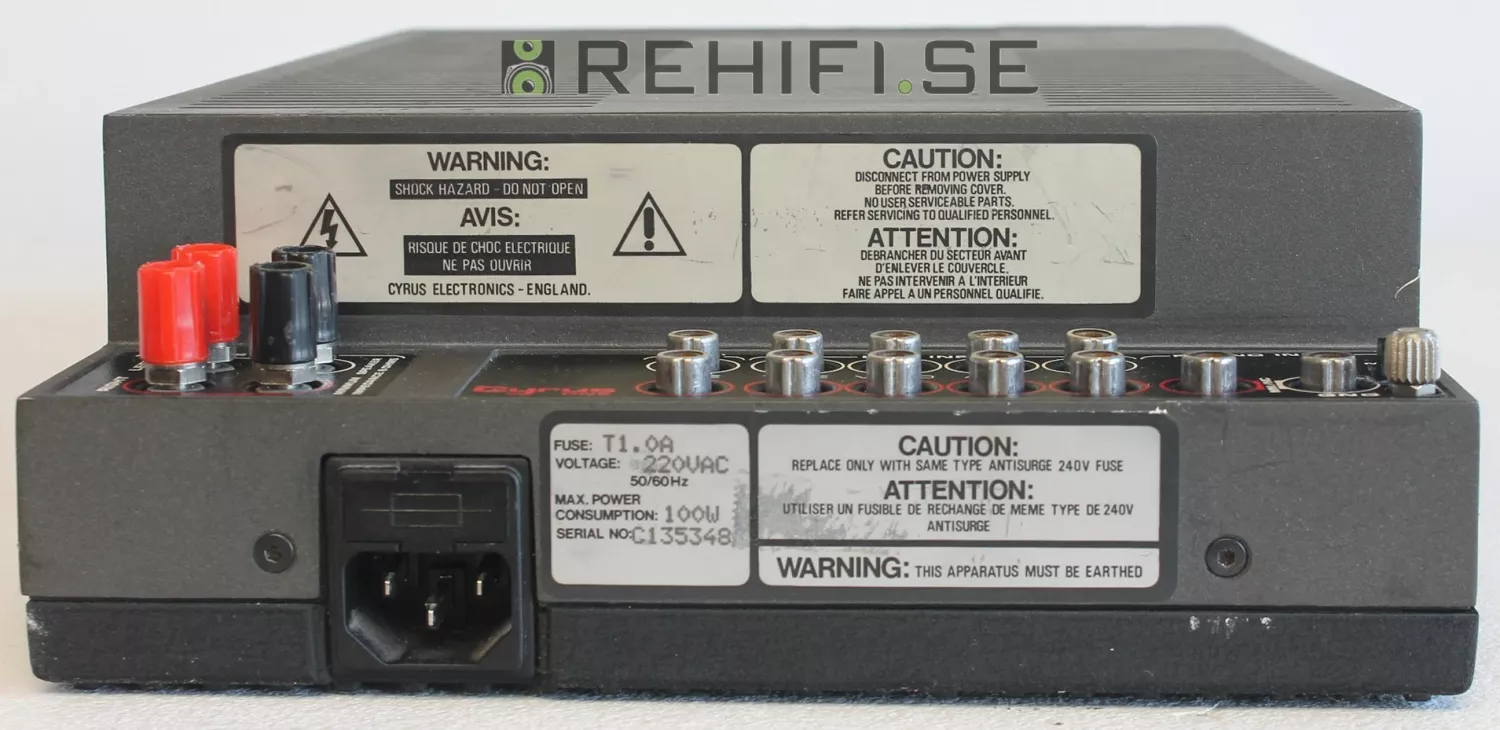 REHIFI.SE
WARNING:
SHOCK HAZARD - DO NOT OPEN
AVIS:
RISQUE DE CHOC ELECTRIQUE
NE PAS OUVRIR
CYRUS ELECTRONICS - ENGLAND.
CAUTION:
DISCONNECT FROM POWER SUPPLY
BEFORE REMOVING COVER.
NO USER SERVICEABLE PARTS.
REFER SERVICING TO QUALIFIED PERSONNEL.
ATTENTION:
DEBRANCHER DU SECTEUR AVANT
D'ENLEVER LE COUVERCLE.
NE PAS INTERVENIR A L'INTERIEUR
FAIRE APPEL A UN PERSONNEL QUALIFIE.
Cyrus
FUSE: T1.0A
VOLTAGE: 220VAC
50/60Hz
MAX. POWER
CONSUMPTION: 100W
SERIAL NO: C135348
CAUTION:
REPLACE ONLY WITH SAME TYPE ANTISURGE 240V FUSE
ATTENTION:
UTILISER UN FUSIBLE DE RECHANGE DE MEME TYPE DE 240V
ANTISURGE
WARNING: THIS APPARATUS MUST BE EARTHED